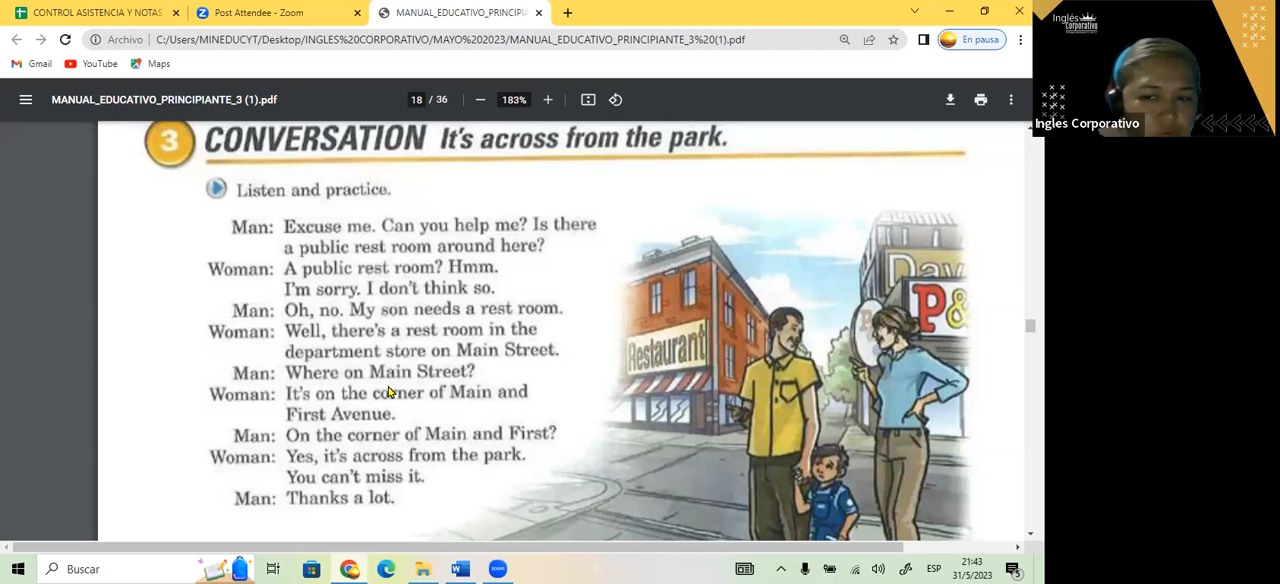 CONTROL ASISTENCIA Y NOTAS
Post Attendee - Zoom
MANUAL_EDUCATIVO_PRINCIPIA
Archivo
C:/Users/MINEDUCYT/Desktop/INGLES%20CORPORATIVO/MAYO%202023/MANUAL_EDUCATIVO_PRINCIPIANTE_3%20(1).pdf
En pausa
Gmail
YouTube
Maps
MANUAL_EDUCATIVO_PRINCIPIANTE_3 (1).pdf
18 / 36
183%
Inglés
Corporativo
Ingles Corporativo
3 CONVERSATION It's across from the park.
Listen and practice.
Man: Excuse me. Can you help me? Is there
a public rest room around here?
Woman: A public rest room? Hmm.
I'm sorry. I don't think so.
Man: Oh, no. My son needs a rest room.
Woman: Well, there's a rest room in the
department store on Main Street.
Man: Where on Main Street?
Woman: It's on the corner of Main and
First Avenue.
Man: On the corner of Main and First?
Woman: Yes, it's across from the park.
You can't miss it.
Man: Thanks a lot.
Restaurant
Dav
P&
Buscar
ESP
21:43
31/5/2023
5